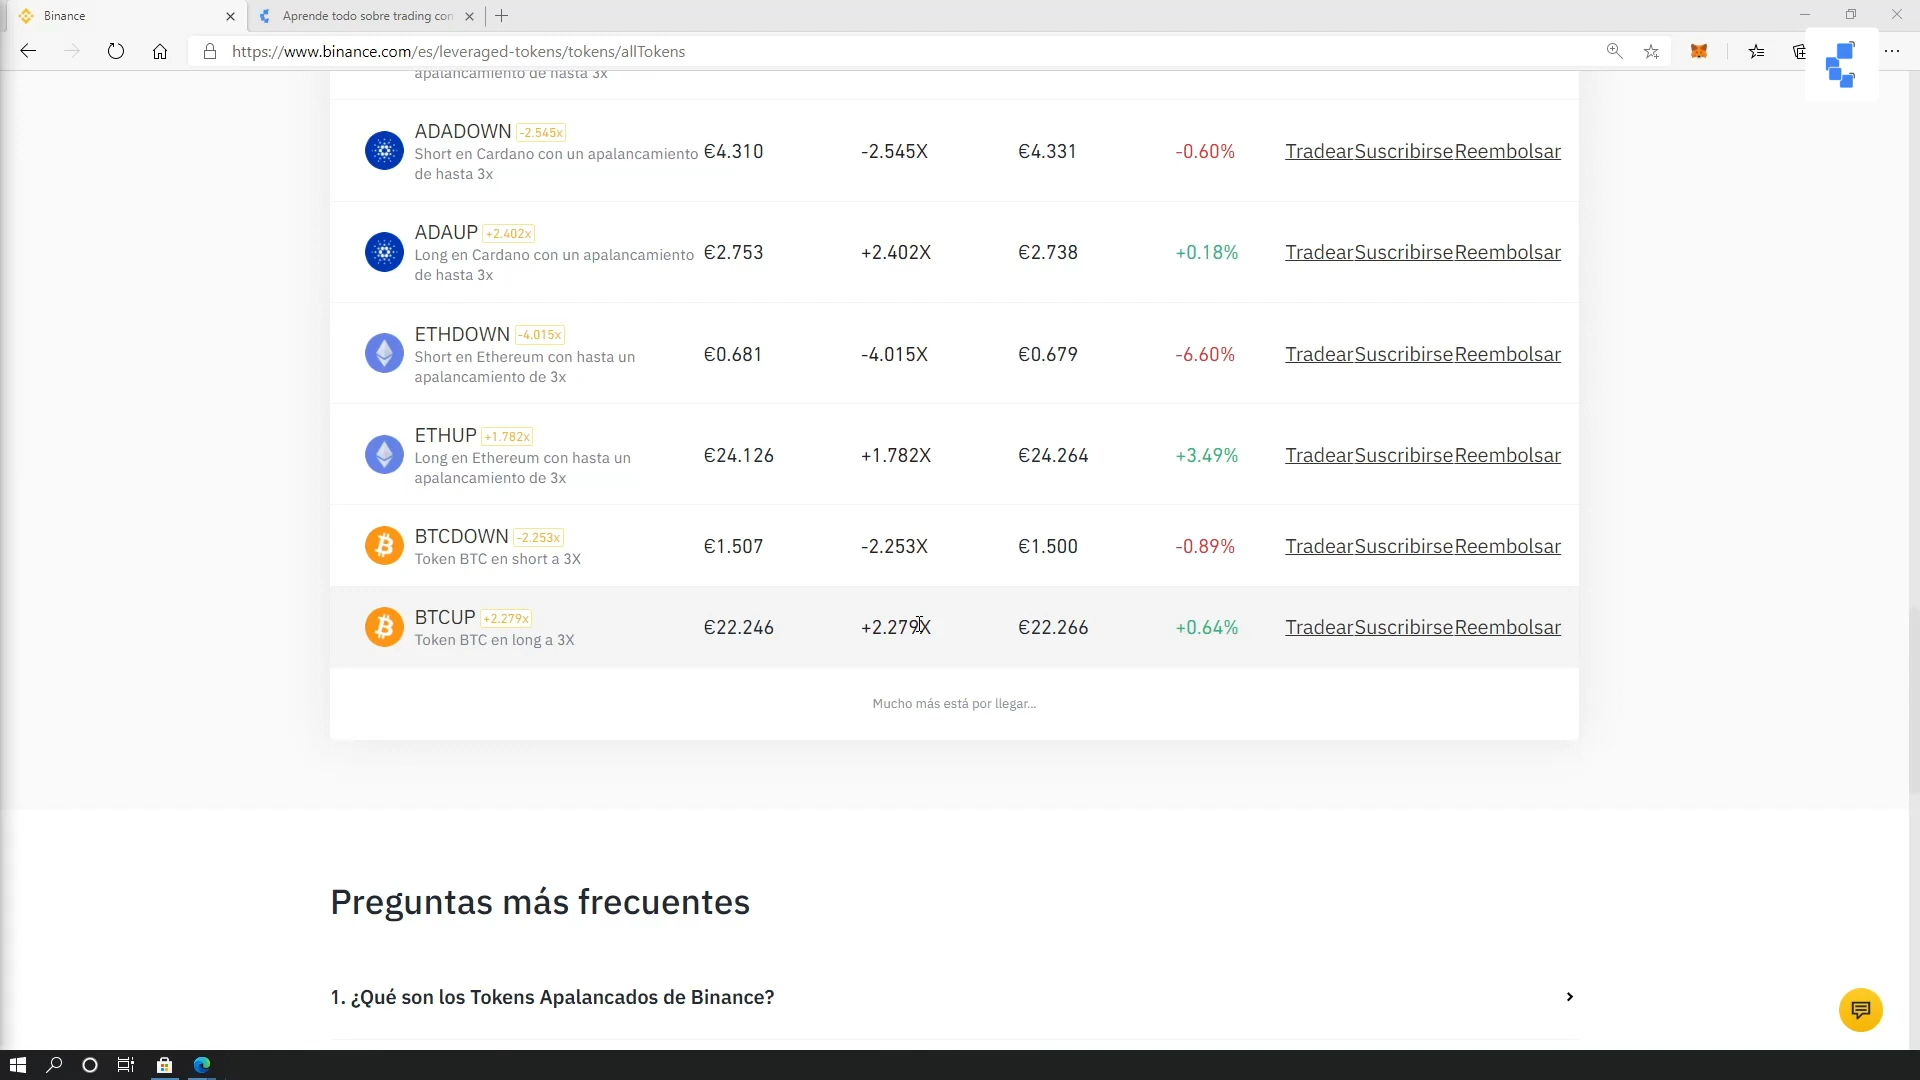 Binance
Aprende todo sobre trading con
https://www.binance.com/es/leveraged-tokens/tokens/allTokens
apalancamiento de hasta 3x
ADADOWN -2.545x
Short en Cardano con un apalancamiento
de hasta 3x
€4.310 -2.545X €4.331 -0.60% Tradear Suscribirse Reembolsar
ADAUP +2.402x
Long en Cardano con un apalancamiento
de hasta 3x
€2.753 +2.402X €2.738 +0.18% Tradear Suscribirse Reembolsar
ETHDOWN -4.015x
Short en Ethereum con hasta un
apalancamiento de 3x
€0.681 -4.015X €0.679 -6.60% Tradear Suscribirse Reembolsar
ETHUP +1.782x
Long en Ethereum con hasta un
apalancamiento de 3x
€24.126 +1.782X €24.264 +3.49% Tradear Suscribirse Reembolsar
BTCDOWN -2.253x
Token BTC en short a 3X
€1.507 -2.253X €1.500 -0.89% Tradear Suscribirse Reembolsar
BTCUP +2.279x
Token BTC en long a 3X
€22.246 +2.279X €22.266 +0.64% Tradear Suscribirse Reembolsar
Mucho más está por llegar...
Preguntas más frecuentes
1. ¿Qué son los Tokens Apalancados de Binance?